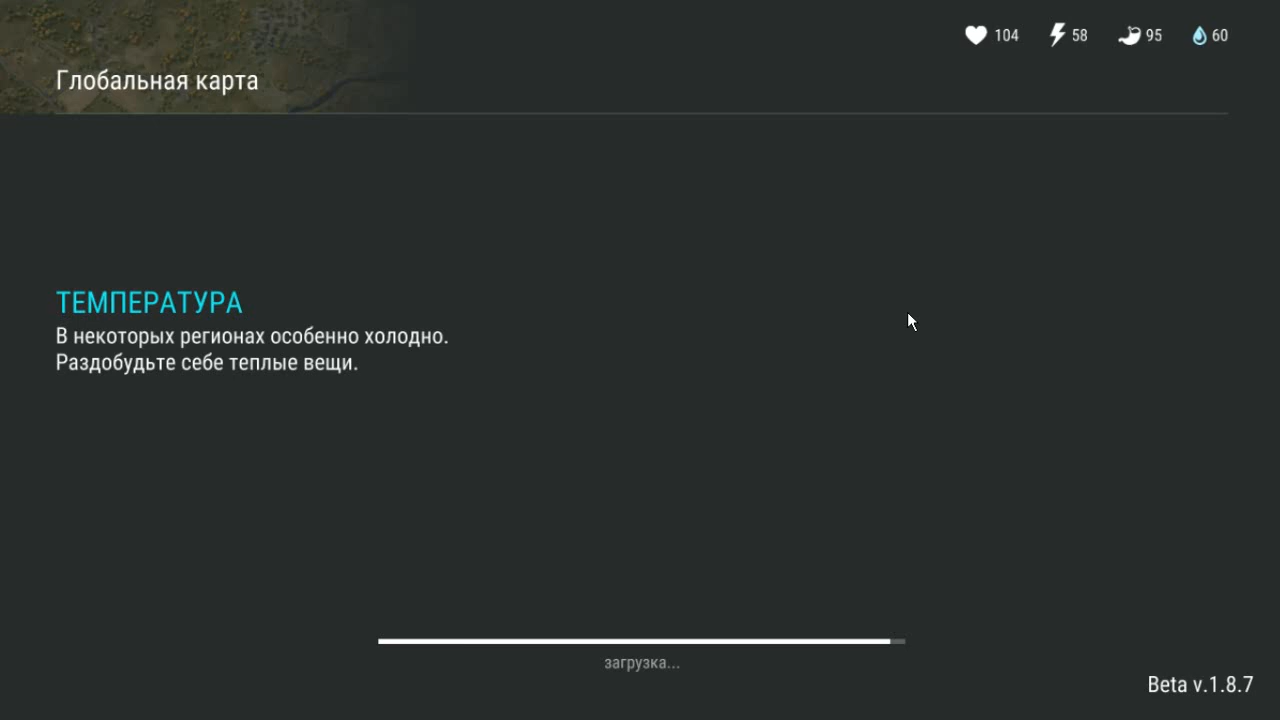 104 58 95 60
Глобальная карта
ТЕМПЕРАТУРА
В некоторых регионах особенно холодно.
Раздобудьте себе теплые вещи.
загрузка...
Beta v.1.8.7